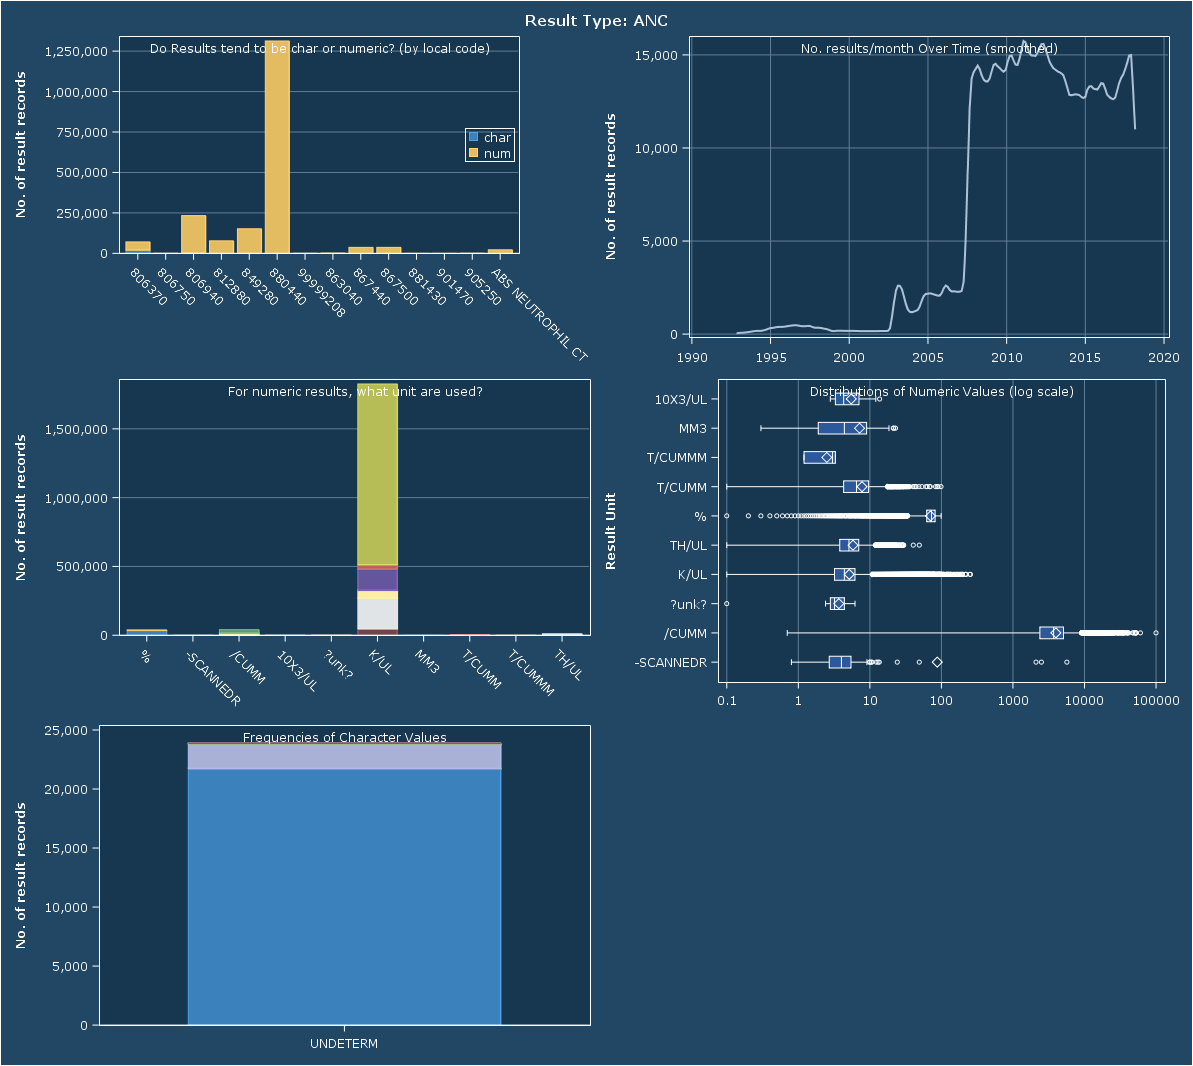 Result Type: ANC
Do Results tend to be char or numeric? (by local code)
No. of result records
1,250,000
1,000,000
750,000
500,000
250,000
0
char
num
806370
806750
806940
812880
849280
880440
99999208
863040
867440
867500
881430
901470
905250
ABS NEUTROPHIL CT
No. results/month Over Time (smoothed)
No. of result records
15,000
10,000
5,000
0
1990
1995
2000
2005
2010
2015
2020
For numeric results, what unit are used?
No. of result records
1,500,000
1,000,000
500,000
0
%
-SCANNEDR
/CUMM
10X3/UL
?unk?
K/UL
MM3
T/CUMM
T/CUMMM
TH/UL
Distributions of Numeric Values (log scale)
Result Unit
10X3/UL
MM3
T/CUMMM
T/CUMM
%
TH/UL
K/UL
?unk?
/CUMM
-SCANNEDR
0.1
1
10
100
1000
10000
100000
Frequencies of Character Values
No. of result records
25,000
20,000
15,000
10,000
5,000
0
UNDETERM